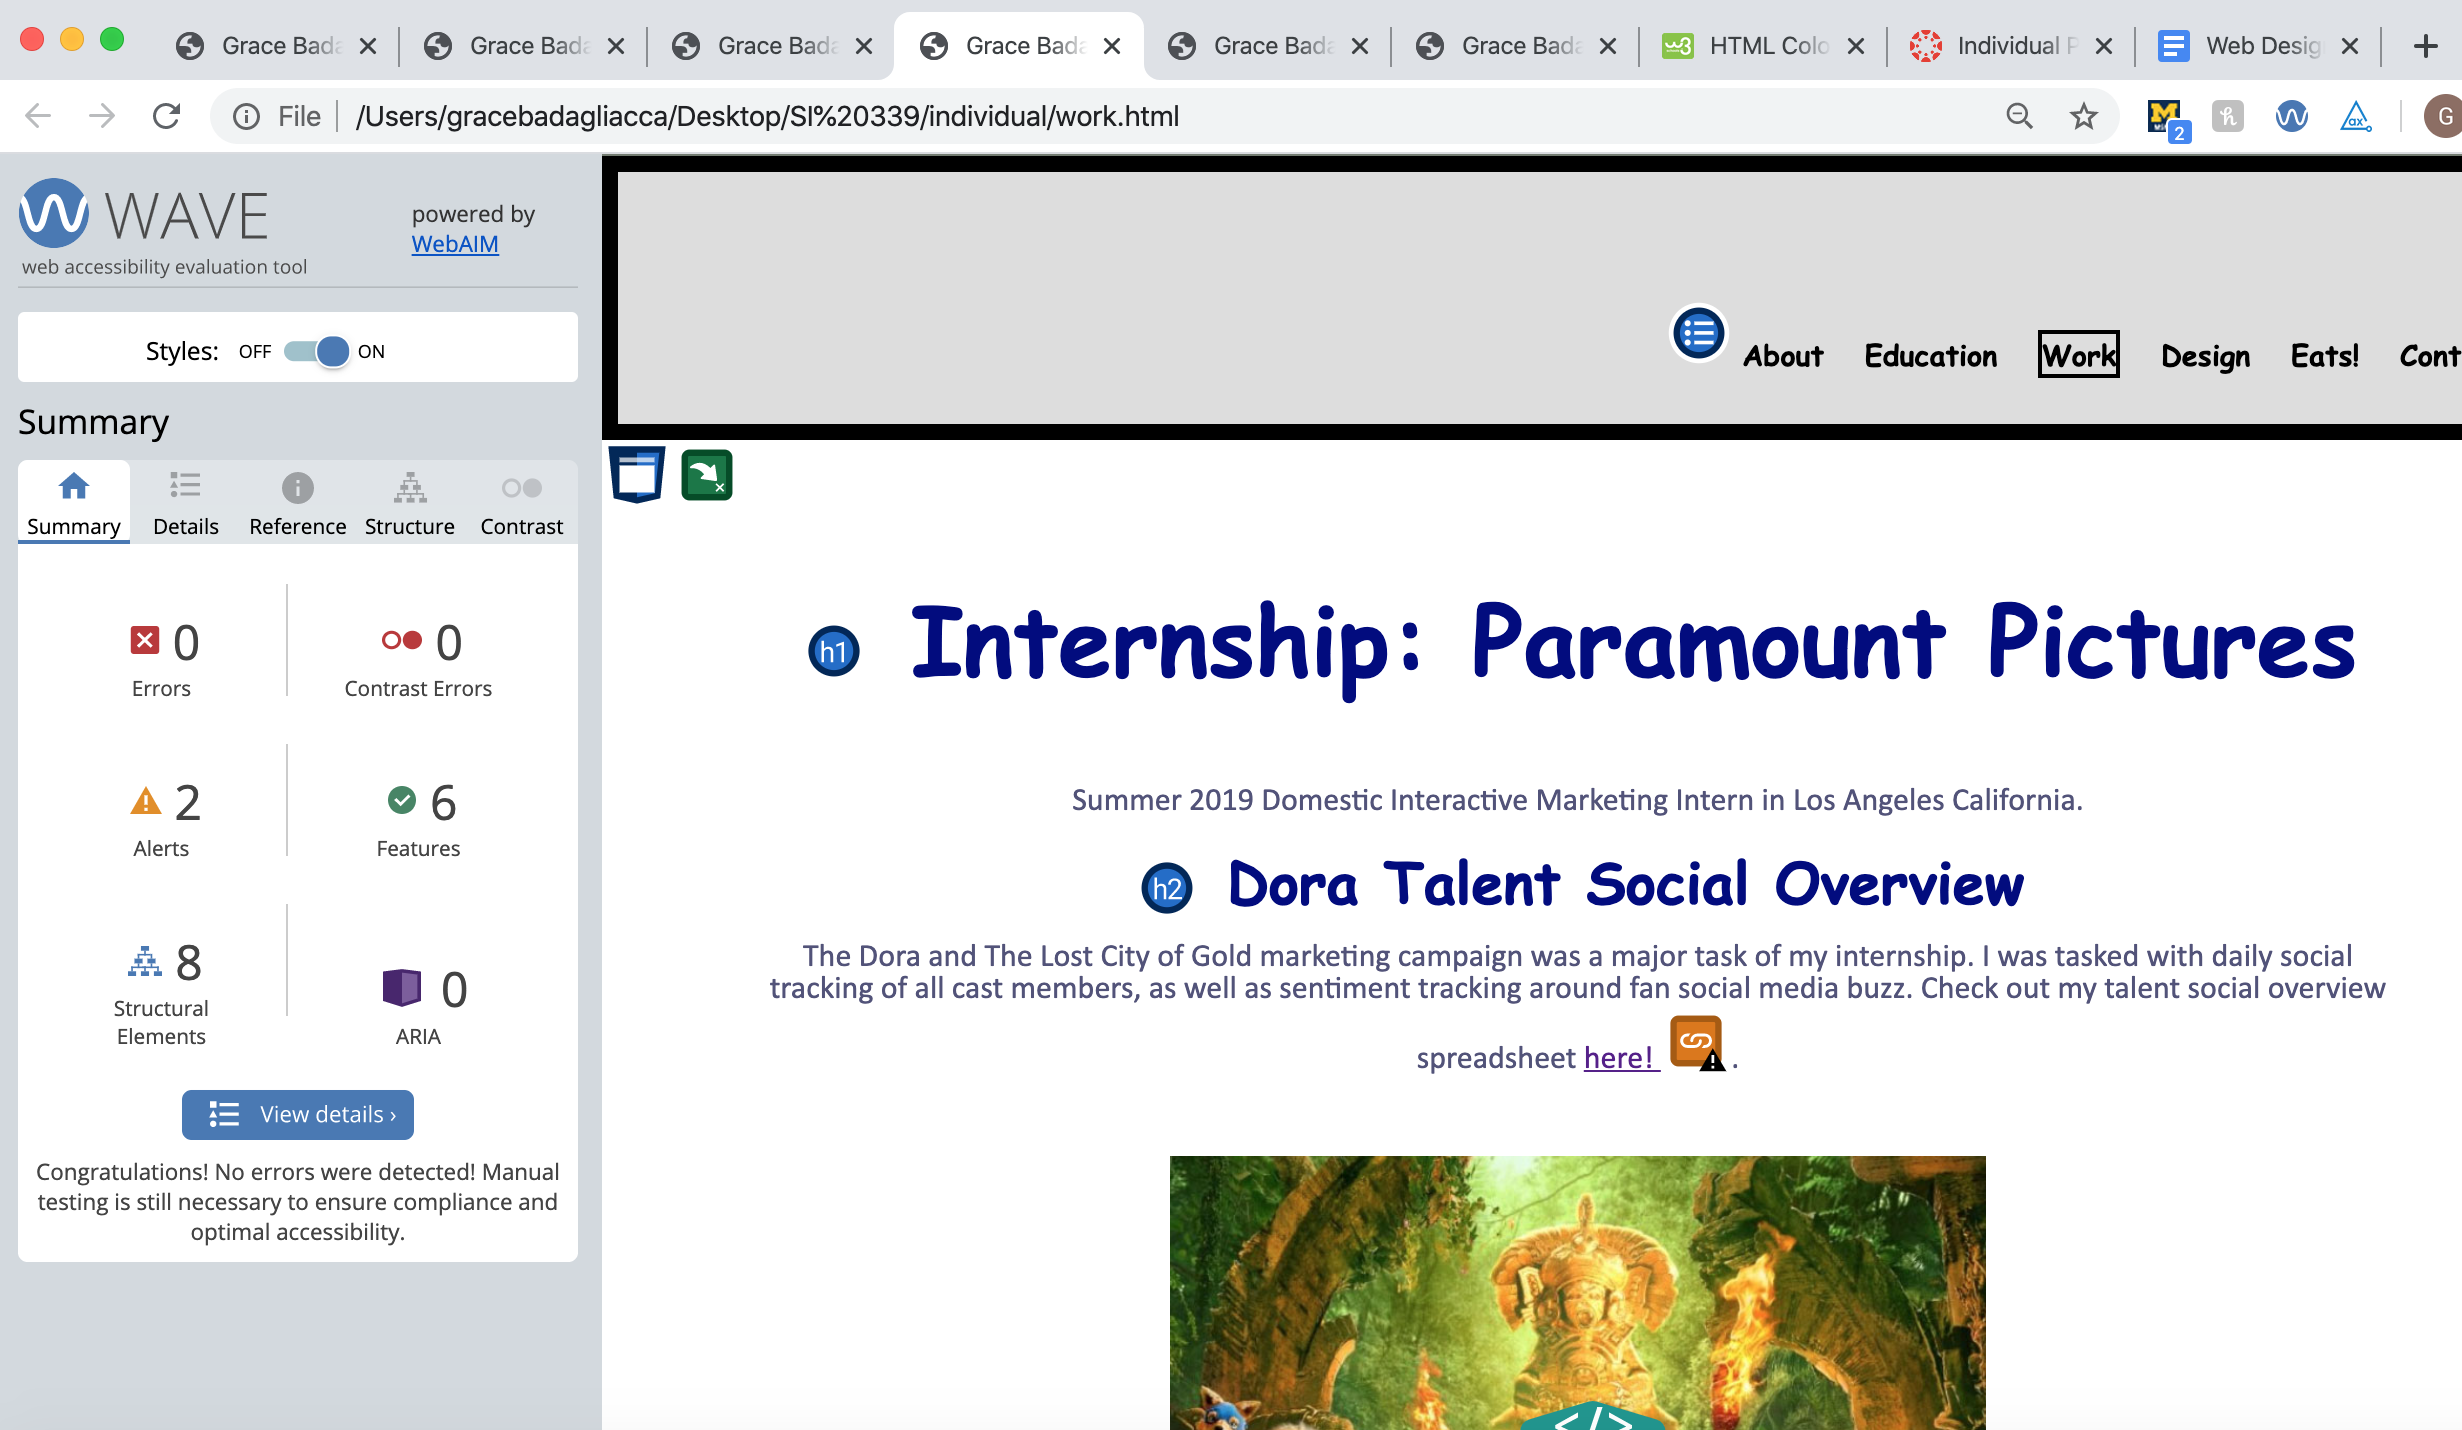 Grace Bada
Grace Bad
Grace Bada
Grace Bada
Grace Bada
Grace Bada
HTML Colo
Individual P
Web Desig
File /Users/gracebadagliacca/Desktop/SI%20339/individual/work.html
2
G
WAVE
web accessibility evaluation tool
powered by
WebAIM
Styles: OFF ON
Summary
Summary Details Reference Structure Contrast
0
Errors
0
Contrast Errors
2
Alerts
6
Features
8
Structural
Elements
0
ARIA
View details ›
Congratulations! No errors were detected! Manual
testing is still necessary to ensure compliance and
optimal accessibility.
About Education Work Design Eats! Cont
h1 Internship: Paramount Pictures
Summer 2019 Domestic Interactive Marketing Intern in Los Angeles California.
h2 Dora Talent Social Overview
The Dora and The Lost City of Gold marketing campaign was a major task of my internship. I was tasked with daily social
tracking of all cast members, as well as sentiment tracking around fan social media buzz. Check out my talent social overview
spreadsheet here! .